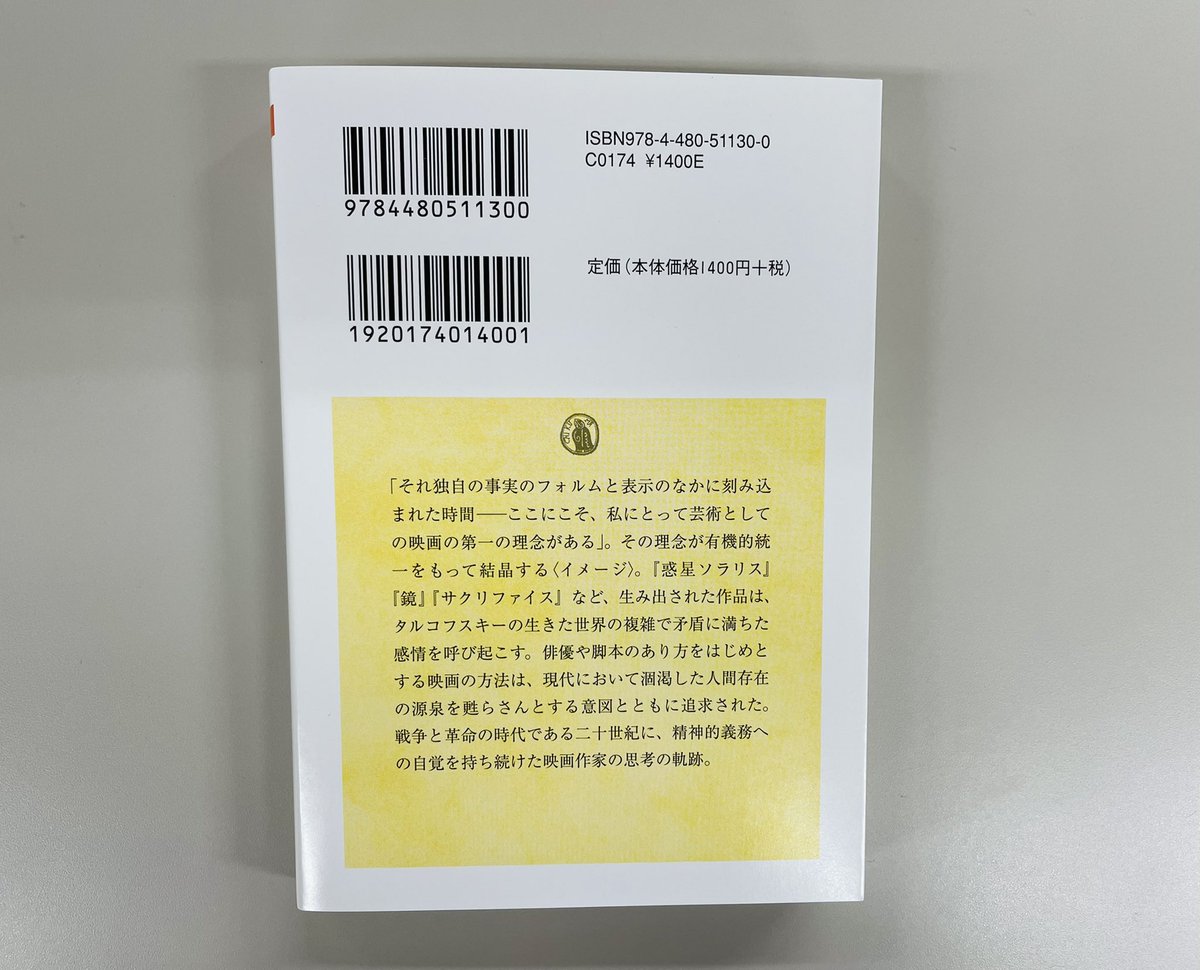 9784480511300
ISBN978-4-480-51130-0
C0174 ¥1400E
1920174014001
定価(本体価格1400円+税)
「それ独自の事実のフォルムと表示のなかに刻み込
まれた時間――ここにこそ、私にとって芸術として
の映画の第一の理念がある」。その理念が有機的統
一をもって結晶する〈イメージ〉。『惑星ソラリス』
『鏡』『サクリファイス』など、生み出された作品は、
タルコフスキーの生きた世界の複雑で矛盾に満ちた
感情を呼び起こす。俳優や脚本のあり方をはじめと
する映画の方法は、現代において涸渇した人間存在
の源泉を甦らさんとする意図とともに追求された。
戦争と革命の時代である二十世紀に、精神的義務へ
の自覚を持ち続けた映画作家の思考の軌跡。